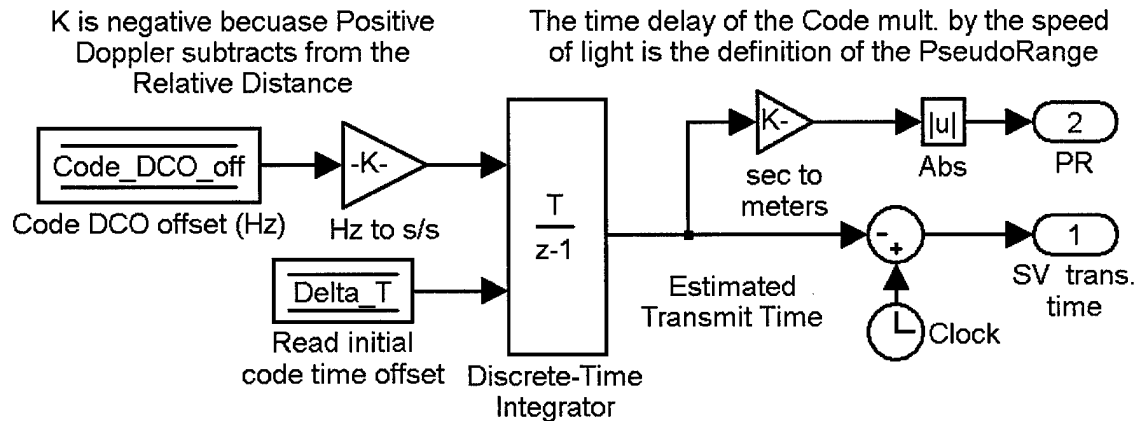 K is negative becuase Positive
Doppler subtracts from the
Relative Distance
The time delay of the Code mult. by the speed
of light is the definition of the PseudoRange
Code_DCO_off
Code DCO offset (Hz)
-K-
Hz to s/s
Delta_T
Read initial
code time offset
T
z-1
Discrete-Time
Integrator
K-
sec to
meters
|u|
Abs
2
PR
Estimated
Transmit Time
-
+
Clock
1
SV trans.
time